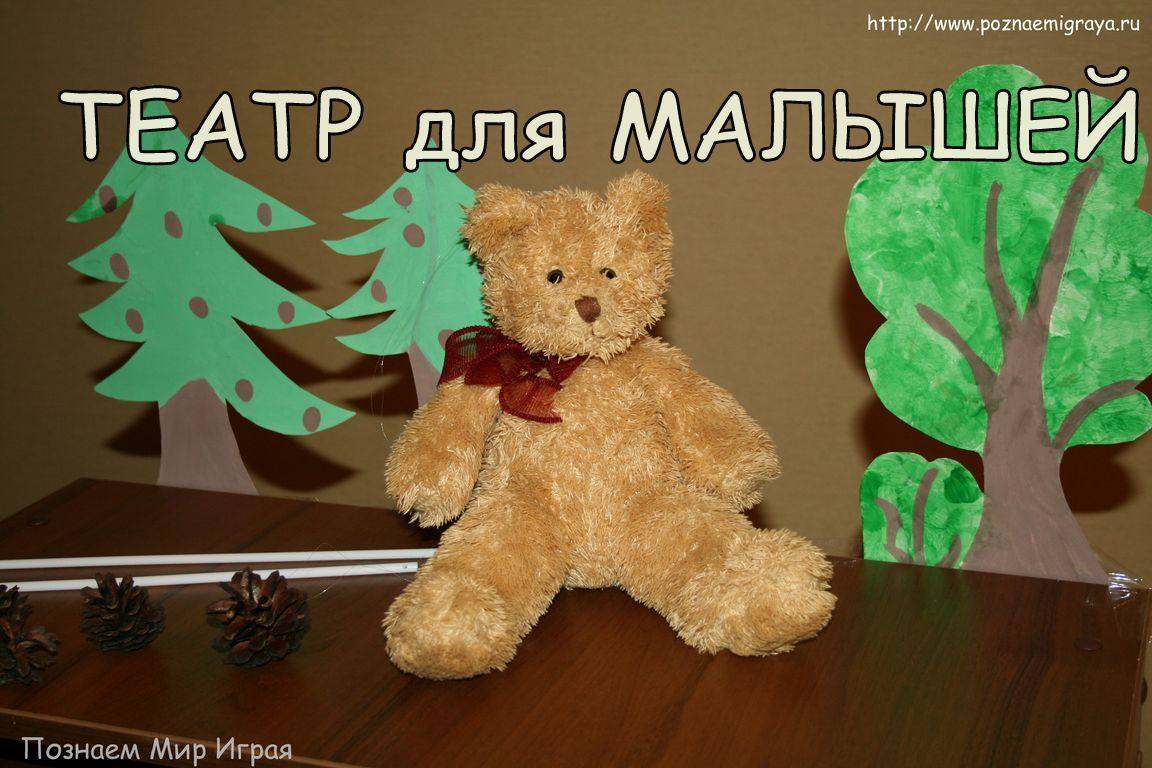 http://www.poznaemigraya.ru
ТЕАТР для МАЛЫШЕЙ
Познаем Мир Играя